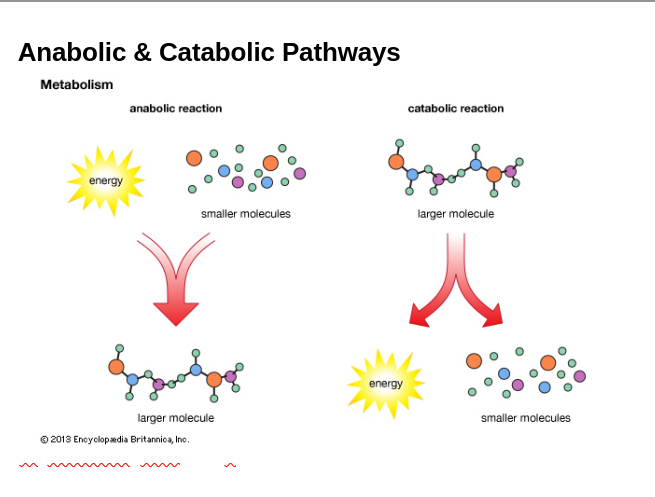 Anabolic & Catabolic Pathways
Metabolism
anabolic reaction
catabolic reaction
energy
smaller molecules
larger molecule
larger molecule
energy
smaller molecules
© 2013 Encyclopædia Britannica, Inc.